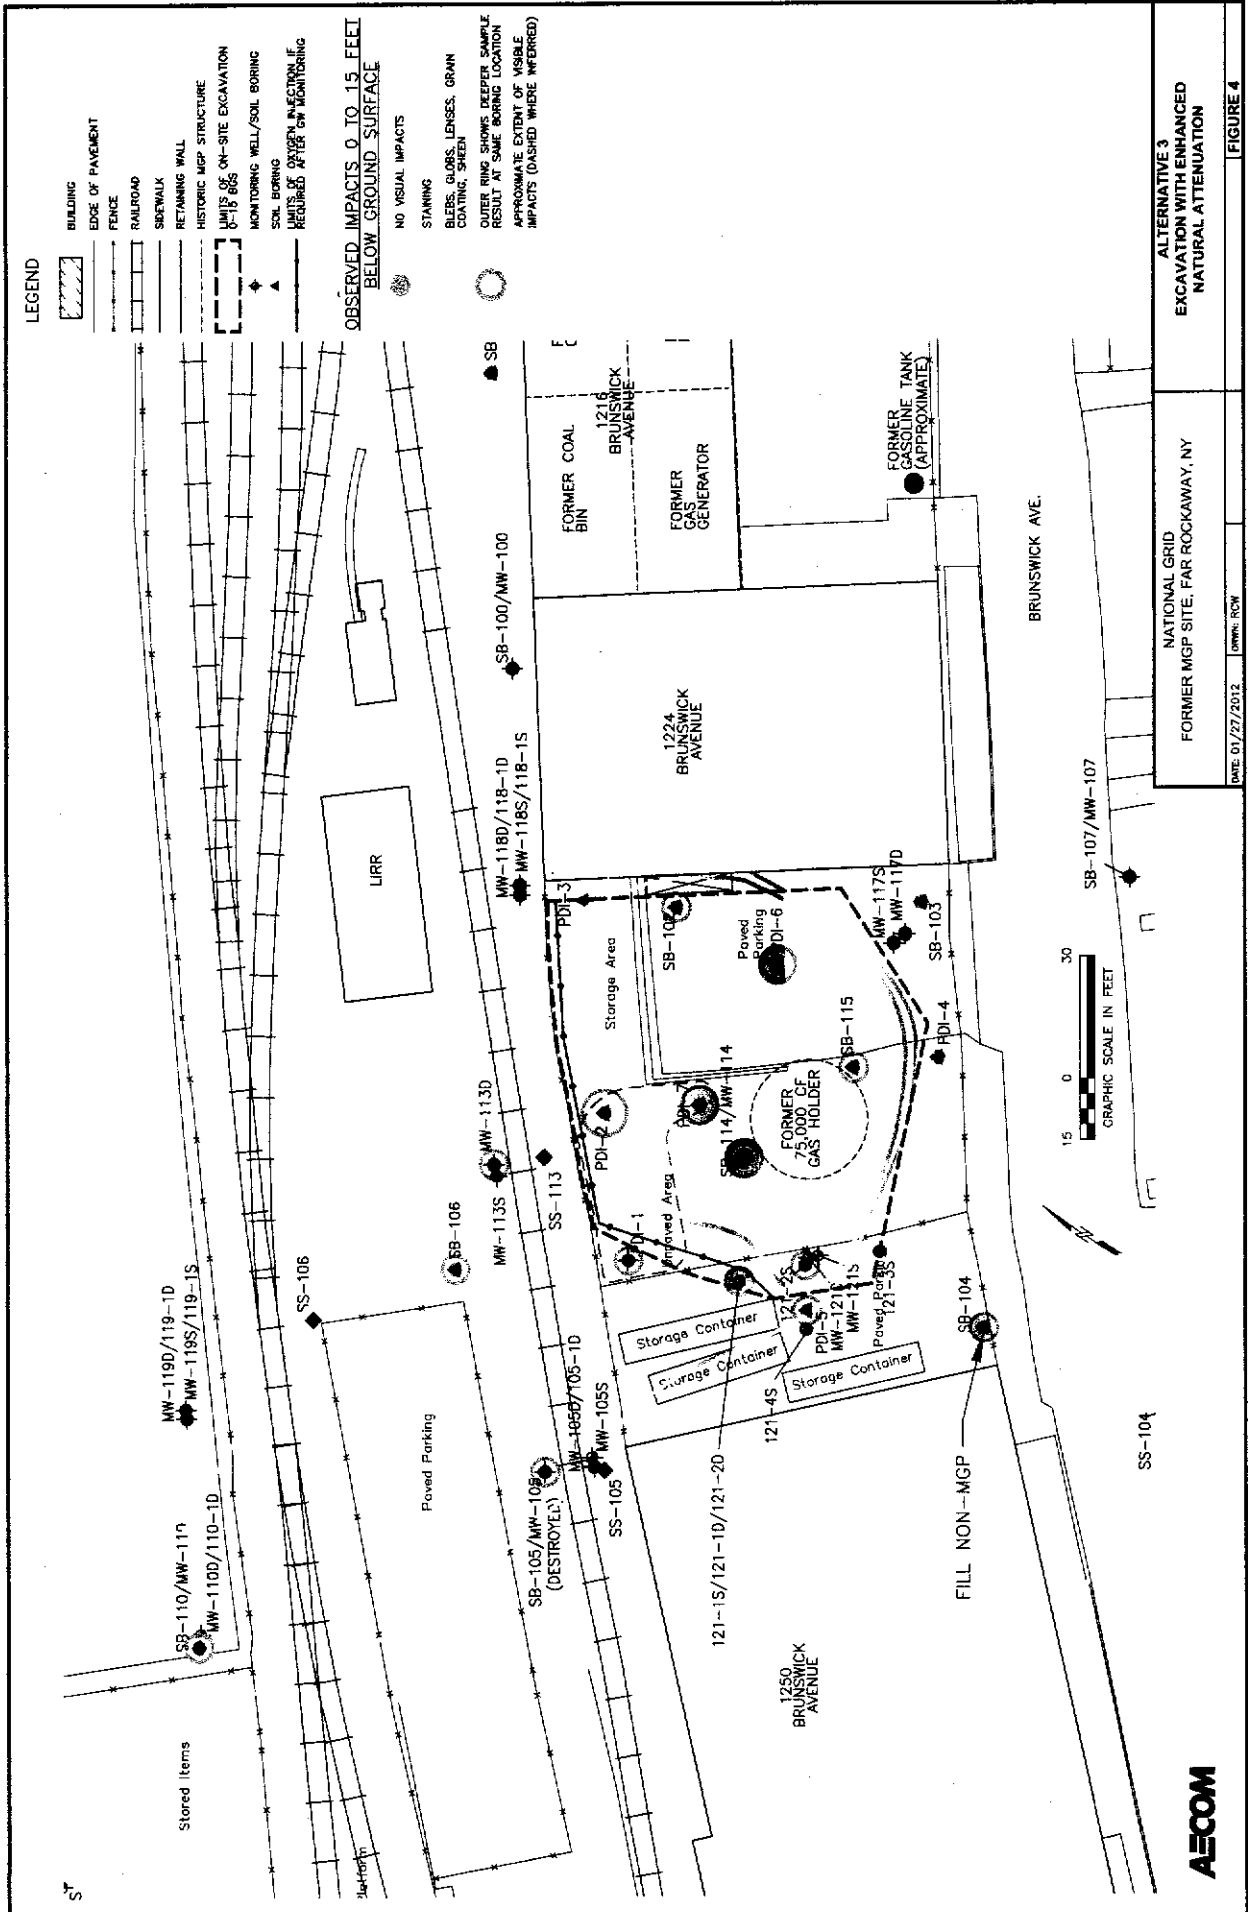 LEGEND
BUILDING
EDGE OF PAVEMENT
FENCE
RAILROAD
SIDEWALK
RETAINING WALL
HISTORIC MGP STRUCTURE
LIMITS OF ON-SITE EXCAVATION
0-15 BGS
MONITORING WELL/SOIL BORING
SOIL BORING
LIMITS OF OXYGEN INJECTION IF
REQUIRED AFTER GW MONITORING
OBSERVED IMPACTS 0 TO 15 FEET
BELOW GROUND SURFACE
NO VISUAL IMPACTS
STAINING
BLEBS, GLOBS, LENSES, GRAIN
COATING, SHEEN
OUTER RING SHOWS DEEPER SAMPLE
RESULT AT SAME BORING LOCATION
APPROXIMATE EXTENT OF VISIBLE
IMPACTS (DASHED WHERE INFERRED)
ST
Stored Items
Platform
SB-110/MW-110
MW-110D/110-1D
MW-119D/119-1D
MW-119S/119-1S
SS-106
Paved Parking
LIRR
SB-106
MW-113S
MW-113D
SS-113
SB-105/MW-105
(DESTROYED)
MW-105D/105-1D
MW-105S
SS-105
MW-118D/118-1D
MW-118S/118-1S
SB-100/MW-100
SB
FORMER COAL
BIN
1216
BRUNSWICK
AVENUE
FORMER
GAS
GENERATOR
FORMER
GASOLINE TANK
(APPROXIMATE)
1224
BRUNSWICK
AVENUE
PDI-3
Storage Area
PDI-2
PDI-1
Unpaved Area
SB-114/MW-114
FORMER
75,000 CF
GAS HOLDER
Paved
Parking
PDI-6
SB-115
MW-117S
MW-117D
SB-103
PDI-4
Storage Container
Storage Container
Storage Container
121-2S
PDI-5
MW-121S
Paved Parking
121-3S
121-4S
121-1S/121-1D/121-2D
SB-104
FILL NON-MGP
1250
BRUNSWICK
AVENUE
SS-104
SB-107/MW-107
BRUNSWICK AVE.
N
15 0 30
GRAPHIC SCALE IN FEET
AECOM
NATIONAL GRID
FORMER MGP SITE, FAR ROCKAWAY, NY
DATE: 01/27/2012
DRWN: RCW
ALTERNATIVE 3
EXCAVATION WITH ENHANCED
NATURAL ATTENUATION
FIGURE 4